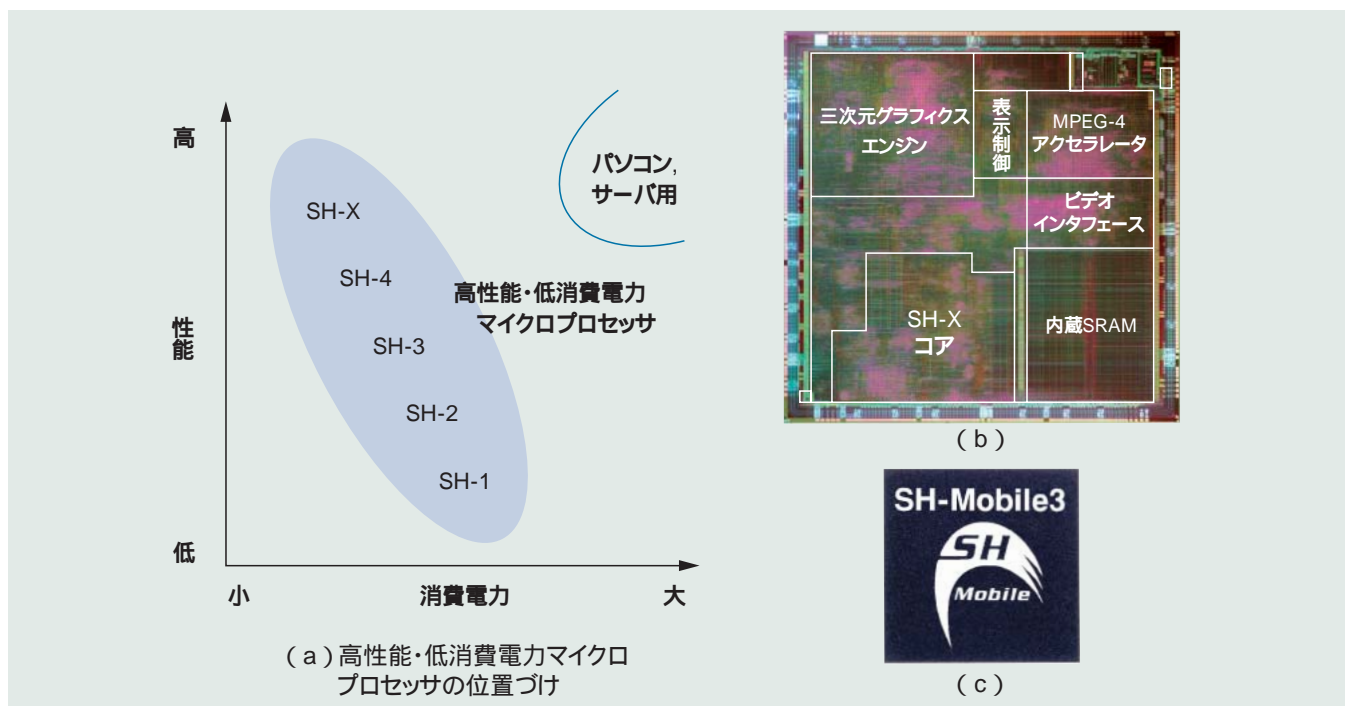 高
性能
低
小
消費電力
大
SH-X
SH-4
SH-3
SH-2
SH-1
パソコン,
サーバ用
高性能・低消費電力
マイクロプロセッサ
(a)高性能・低消費電力マイクロ
プロセッサの位置づけ
三次元グラフィクス
エンジン
表示制御
MPEG-4
アクセラレータ
ビデオ
インタフェース
SH-X
コア
内蔵SRAM
(b)
SH-Mobile3
SH
Mobile
(c)